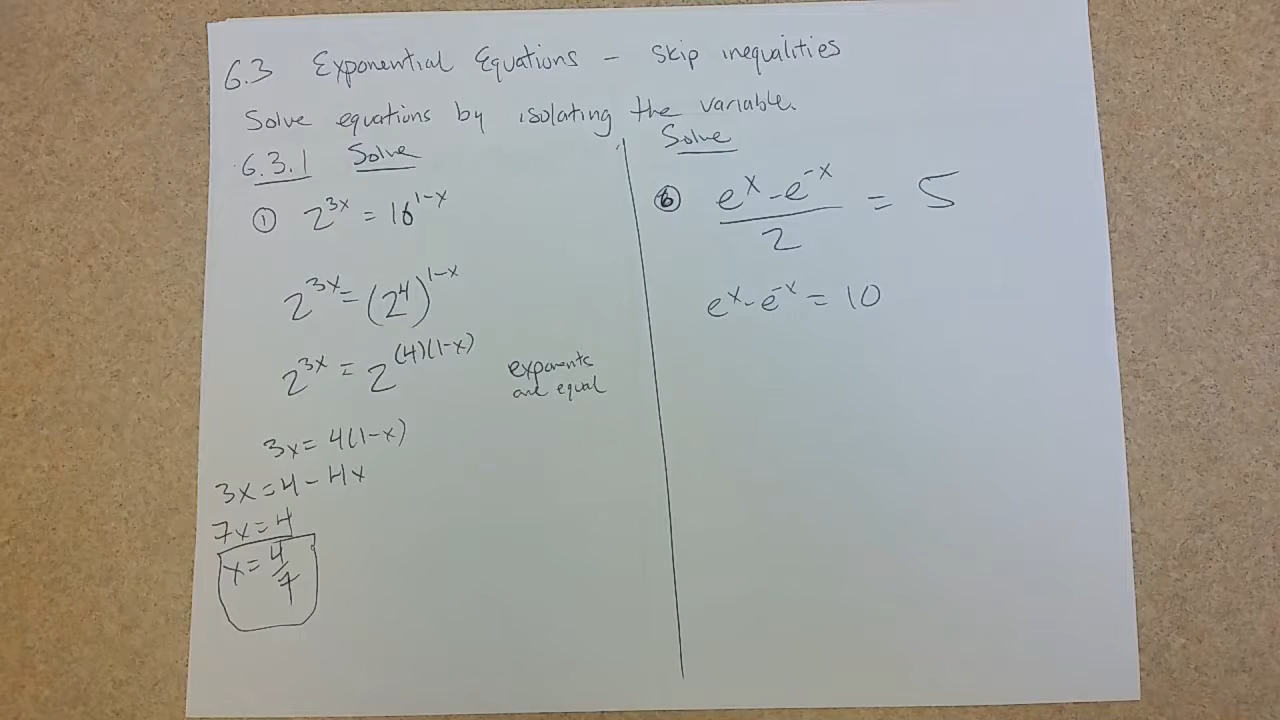 6.3 Exponential Equations - Skip inequalities
Solve equations by isolating the variable.
6.3.1 Solve
① 2^{3x} = 16^{1-x}
2^{3x} = (2^4)^{1-x}
2^{3x} = 2^{(4)(1-x)}
exponents
are equal
3x = 4(1-x)
3x = 4 - 4x
7x = 4
x = 4/7
Solve
⑥ (e^x - e^{-x})/2 = 5
e^x - e^{-x} = 10